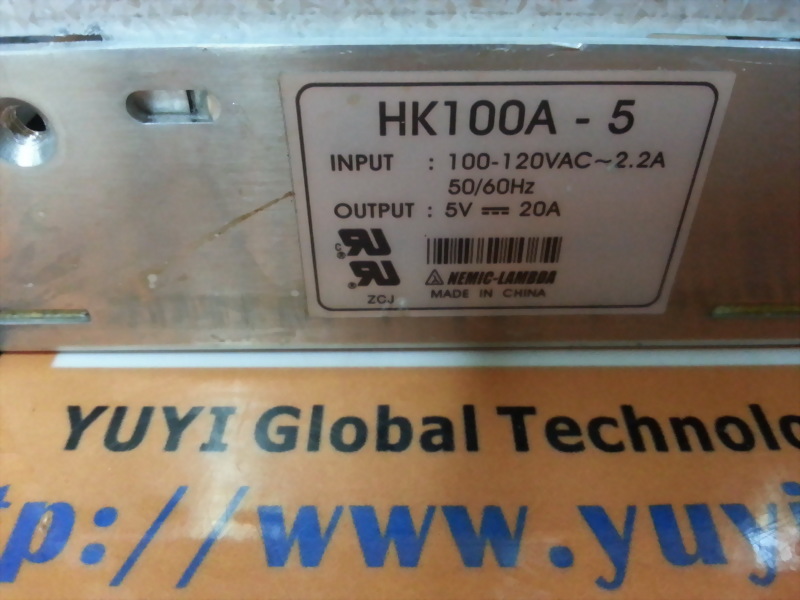 HK100A - 5
INPUT : 100-120VAC~2.2A
50/60Hz
OUTPUT : 5V ⎓ 20A
NEMIC-LAMBDA
ZCJ
MADE IN CHINA
YUYI Global Technolo
tp://www.yuyi